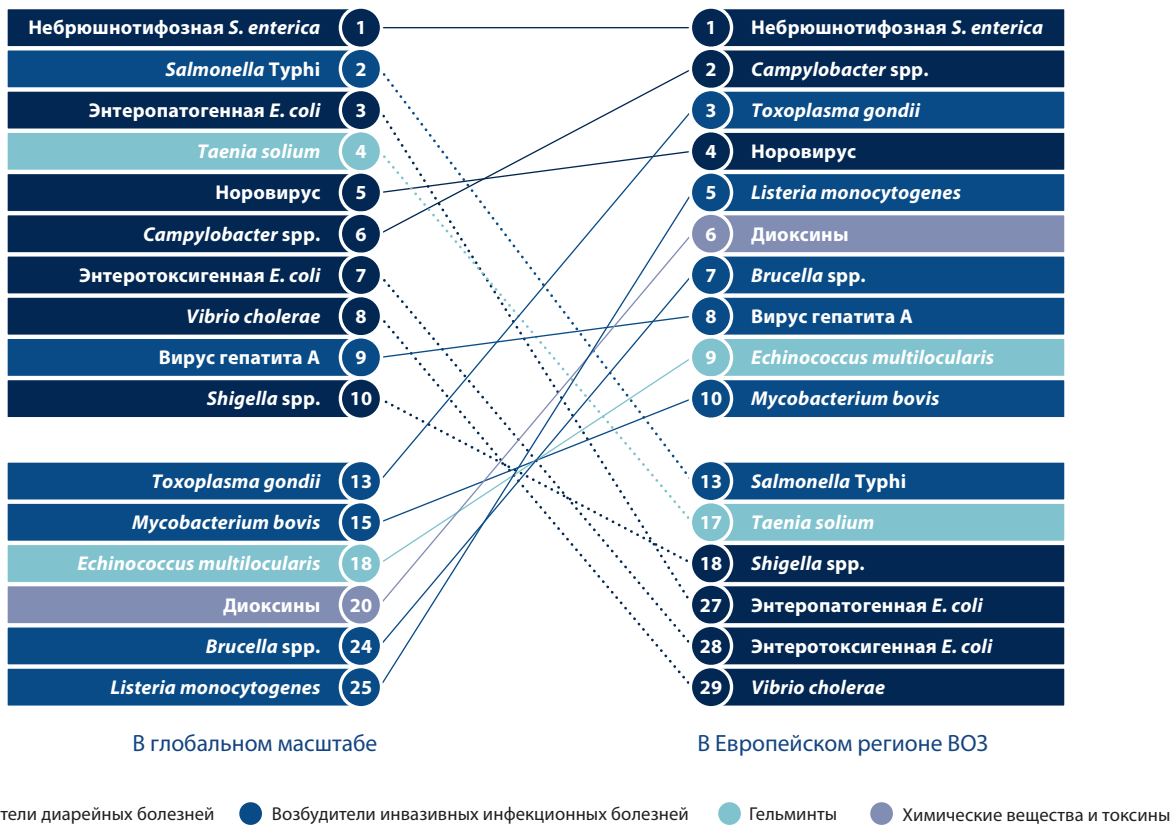 Небрюшнотифозная S. enterica 1
Salmonella Typhi 2
Энтеропатогенная E. coli 3
Taenia solium 4
Норовирус 5
Campylobacter spp. 6
Энтеротоксигенная E. coli 7
Vibrio cholerae 8
Вирус гепатита А 9
Shigella spp. 10
Toxoplasma gondii 13
Mycobacterium bovis 15
Echinococcus multilocularis 18
Диоксины 20
Brucella spp. 24
Listeria monocytogenes 25
В глобальном масштабе
1 Небрюшнотифозная S. enterica
2 Campylobacter spp.
3 Toxoplasma gondii
4 Норовирус
5 Listeria monocytogenes
6 Диоксины
7 Brucella spp.
8 Вирус гепатита А
9 Echinococcus multilocularis
10 Mycobacterium bovis
13 Salmonella Typhi
17 Taenia solium
18 Shigella spp.
27 Энтеропатогенная E. coli
28 Энтеротоксигенная E. coli
29 Vibrio cholerae
В Европейском регионе ВОЗ
тели диарейных болезней Возбудители инвазивных инфекционных болезней Гельминты Химические вещества и токсины